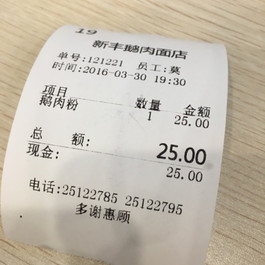 19
新丰鹅肉面店
单号:121221 员工:莫
时间:2016-03-30 19:30
项目 数量 金额
鹅肉粉 1 25.00
总 额: 25.00
现金: 25.00
电话:25122785 25122795
多谢惠顾